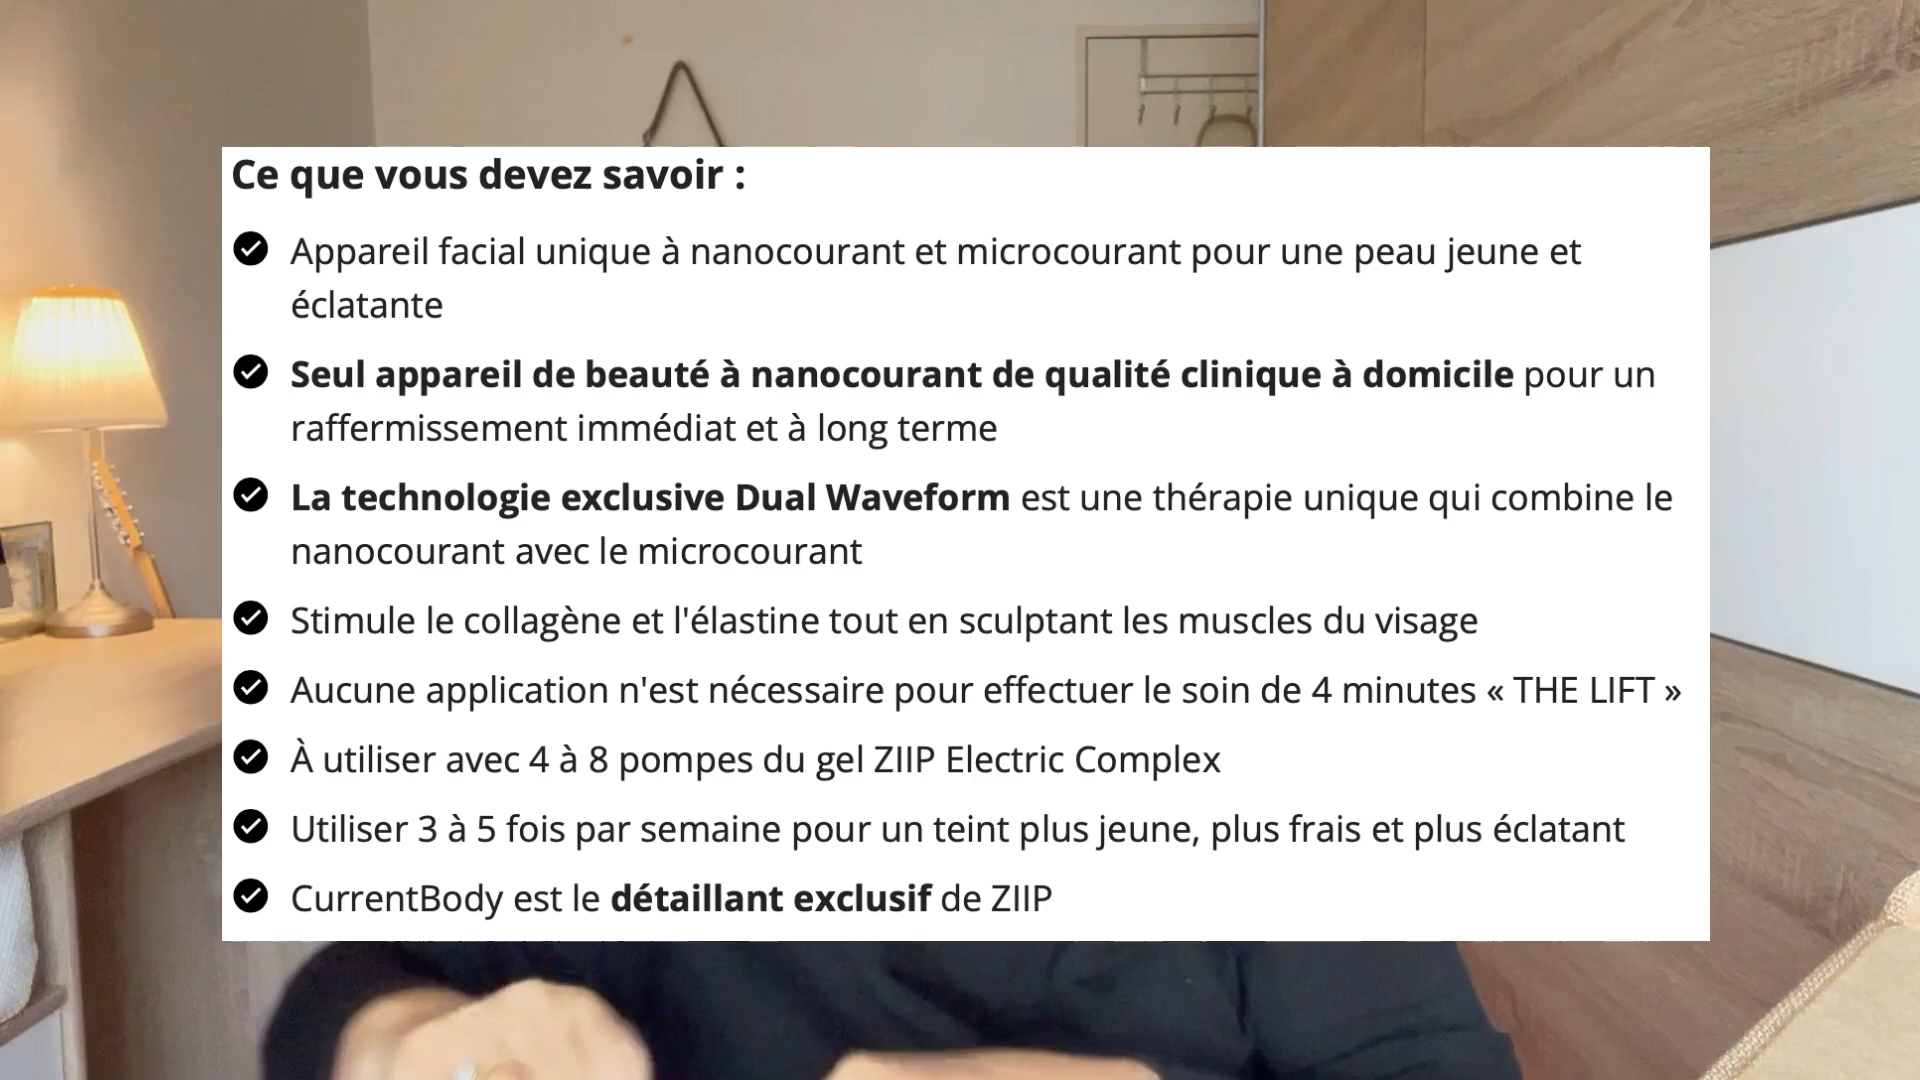 Ce que vous devez savoir :
Appareil facial unique à nanocourant et microcourant pour une peau jeune et
éclatante
Seul appareil de beauté à nanocourant de qualité clinique à domicile pour un
raffermissement immédiat et à long terme
La technologie exclusive Dual Waveform est une thérapie unique qui combine le
nanocourant avec le microcourant
Stimule le collagène et l'élastine tout en sculptant les muscles du visage
Aucune application n'est nécessaire pour effectuer le soin de 4 minutes « THE LIFT »
À utiliser avec 4 à 8 pompes du gel ZIIP Electric Complex
Utiliser 3 à 5 fois par semaine pour un teint plus jeune, plus frais et plus éclatant
CurrentBody est le détaillant exclusif de ZIIP